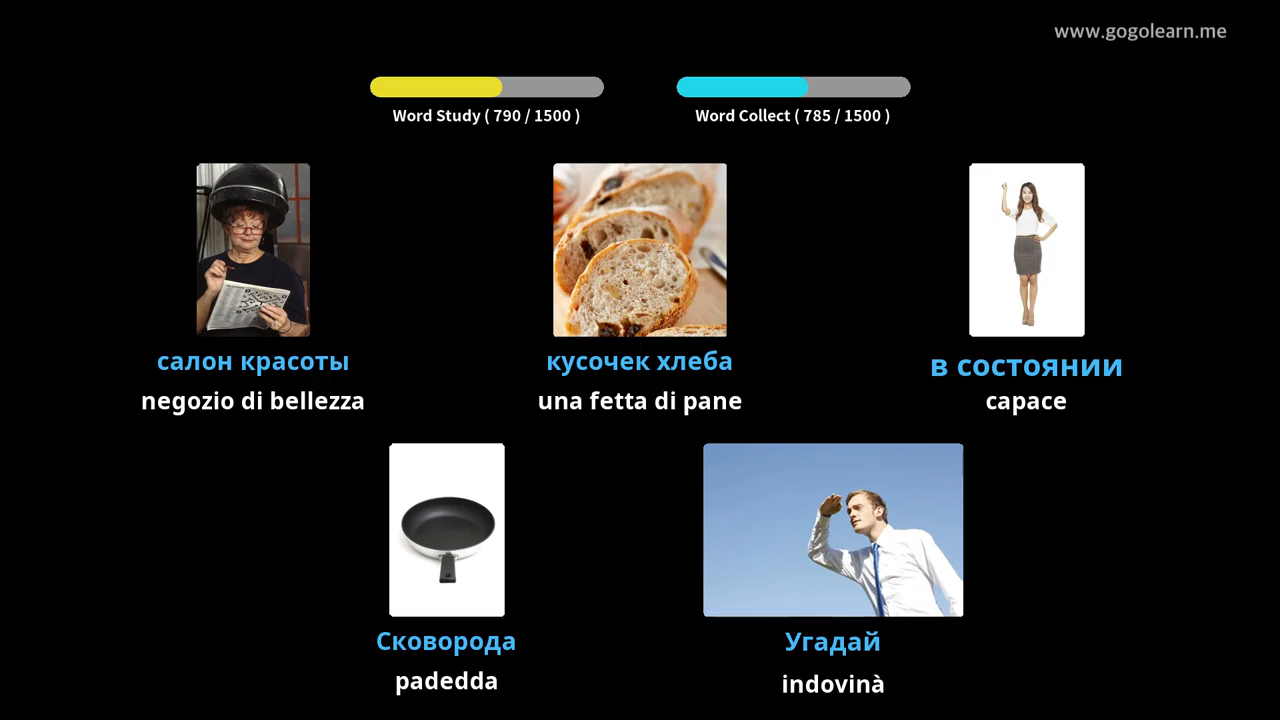 www.gogolearn.me
Word Study ( 790 / 1500 )
Word Collect ( 785 / 1500 )
салон красоты
negozio di bellezza
кусочек хлеба
una fetta di pane
в состоянии
capace
Сковорода
padedda
Угадай
indovinà